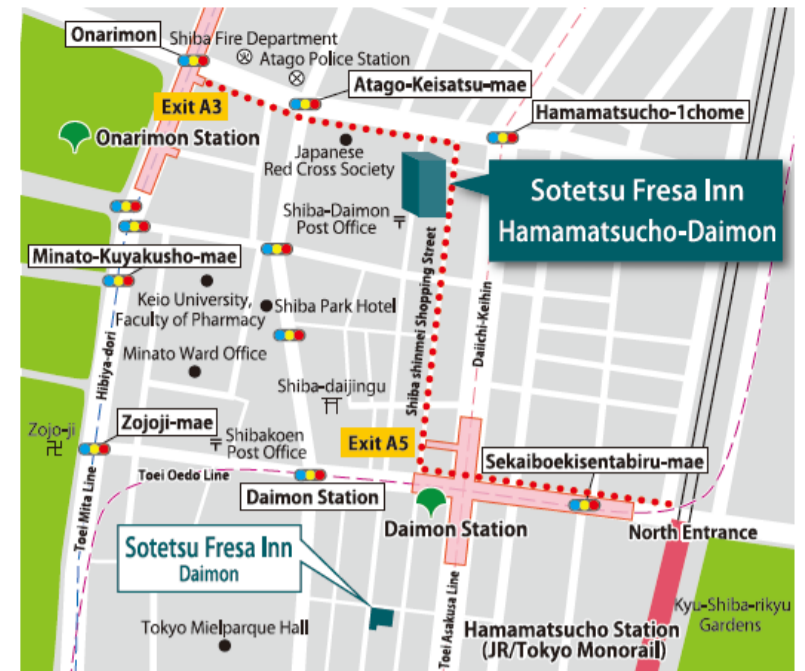 Onarimon
Shiba Fire Department
Atago Police Station
Atago-Keisatsu-mae
Exit A3
Hamamatsucho-1chome
Onarimon Station
Japanese
Red Cross Society
Sotetsu Fresa Inn
Hamamatsucho-Daimon
Shiba-Daimon
Post Office
〒
Minato-Kuyakusho-mae
Keio University,
Faculty of Pharmacy
Shiba Park Hotel
Minato Ward Office
Hibiya-dori
Shiba shinmei Shopping Street
Daiichi-Keihin
Shiba-daijingu
Zojo-ji
卍
Zojoji-mae
〒
Shibakoen
Post Office
Exit A5
Sekaiboekisentabiru-mae
Toei Oedo Line
Toei Mita Line
Daimon Station
Daimon Station
North Entrance
Sotetsu Fresa Inn
Daimon
Toei Asakusa Line
Kyu-Shiba-rikyu
Gardens
Tokyo Mielparque Hall
Hamamatsucho Station
(JR/Tokyo Monorail)